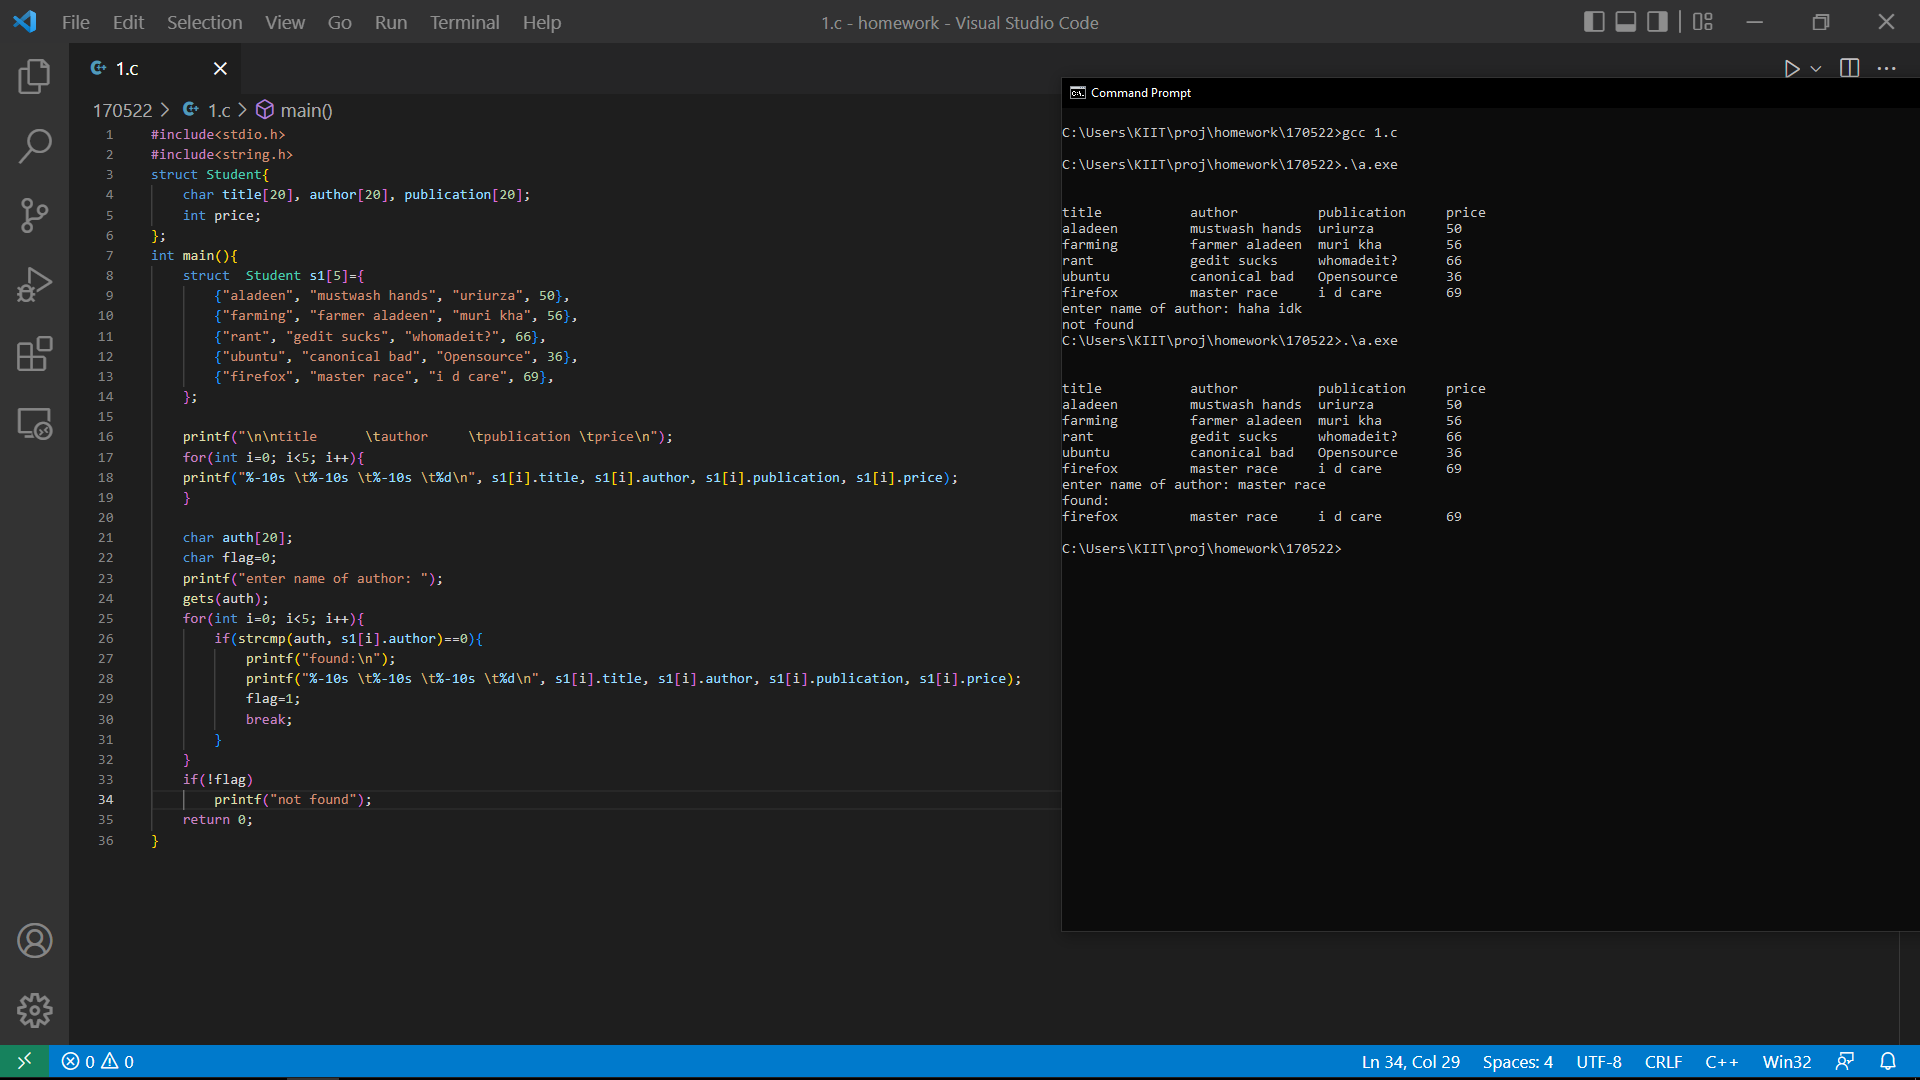 File Edit Selection View Go Run Terminal Help
1.c - homework - Visual Studio Code
1.c
170522 > 1.c > main()
1 #include<stdio.h>
2 #include<string.h>
3 struct Student{
4     char title[20], author[20], publication[20];
5     int price;
6 };
7 int main(){
8     struct  Student s1[5]={
9         {"aladeen", "mustwash hands", "uriurza", 50},
10         {"farming", "farmer aladeen", "muri kha", 56},
11         {"rant", "gedit sucks", "whomadeit?", 66},
12         {"ubuntu", "canonical bad", "Opensource", 36},
13         {"firefox", "master race", "i d care", 69},
14     };
15
16     printf("\n\ntitle      \tauthor     \tpublication \tprice\n");
17     for(int i=0; i<5; i++){
18     printf("%-10s \t%-10s \t%-10s \t%d\n", s1[i].title, s1[i].author, s1[i].publication, s1[i].price);
19     }
20
21     char auth[20];
22     char flag=0;
23     printf("enter name of author: ");
24     gets(auth);
25     for(int i=0; i<5; i++){
26         if(strcmp(auth, s1[i].author)==0){
27             printf("found:\n");
28             printf("%-10s \t%-10s \t%-10s \t%d\n", s1[i].title, s1[i].author, s1[i].publication, s1[i].price);
29             flag=1;
30             break;
31         }
32     }
33     if(!flag)
34         printf("not found");
35     return 0;
36 }
Command Prompt
C:\Users\KIIT\proj\homework\170522>gcc 1.c
C:\Users\KIIT\proj\homework\170522>.\a.exe
title           author          publication     price
aladeen         mustwash hands  uriurza         50
farming         farmer aladeen  muri kha        56
rant            gedit sucks     whomadeit?      66
ubuntu          canonical bad   Opensource      36
firefox         master race     i d care        69
enter name of author: haha idk
not found
C:\Users\KIIT\proj\homework\170522>.\a.exe
title           author          publication     price
aladeen         mustwash hands  uriurza         50
farming         farmer aladeen  muri kha        56
rant            gedit sucks     whomadeit?      66
ubuntu          canonical bad   Opensource      36
firefox         master race     i d care        69
enter name of author: master race
found:
firefox         master race     i d care        69
C:\Users\KIIT\proj\homework\170522>
0 0 Ln 34, Col 29 Spaces: 4 UTF-8 CRLF C++ Win32